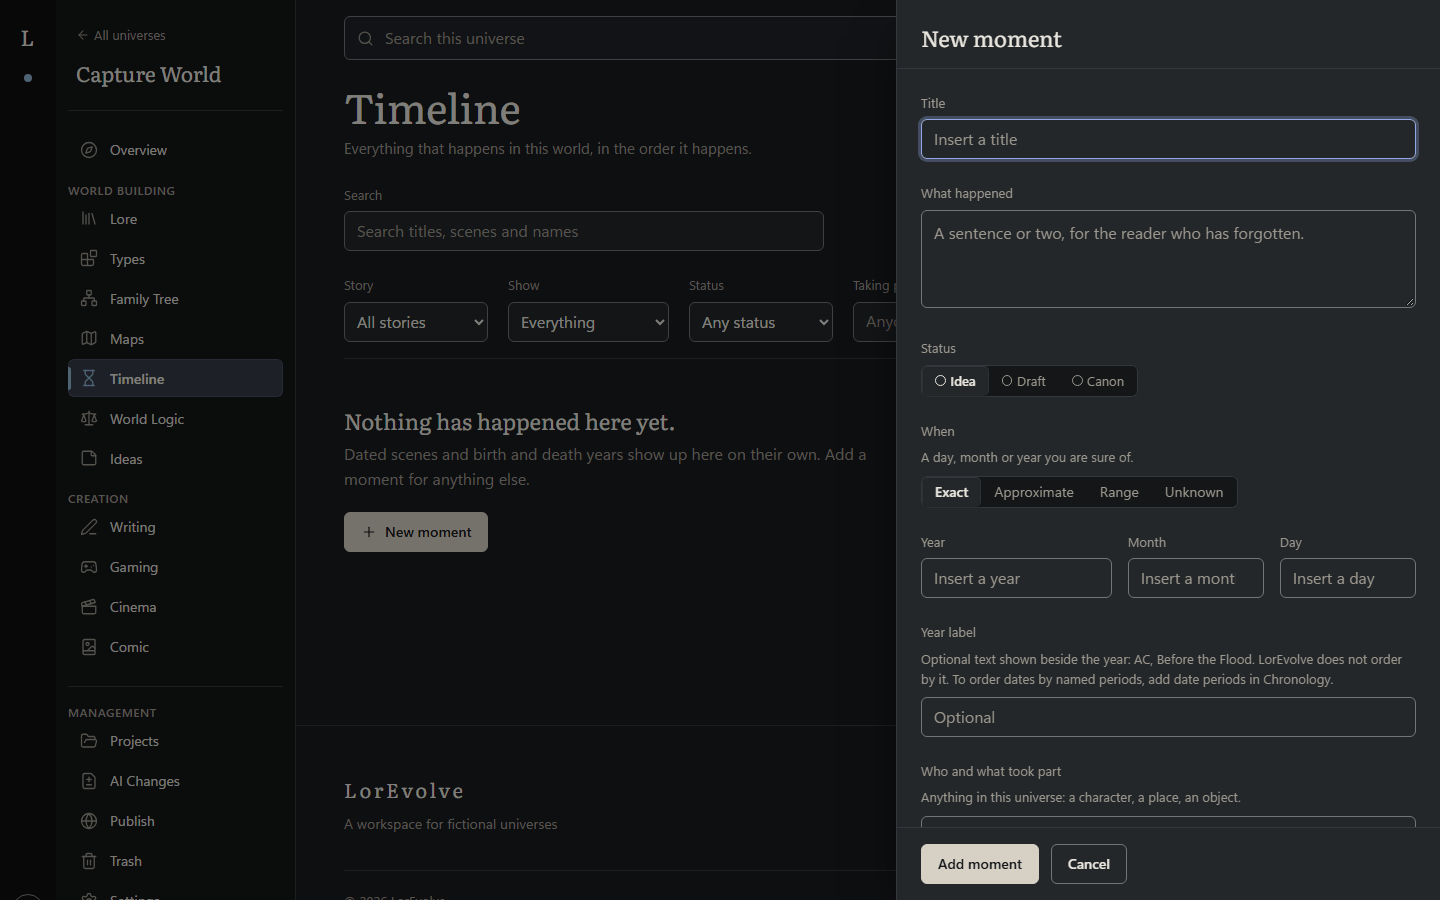 L
All universes
Capture World
Overview
WORLD BUILDING
Lore
Types
Family Tree
Maps
Timeline
World Logic
Ideas
CREATION
Writing
Gaming
Cinema
Comic
MANAGEMENT
Projects
AI Changes
Publish
Trash
Settings
Search this universe
Timeline
Everything that happens in this world, in the order it happens.
Search
Search titles, scenes and names
Story
Show
Status
Taking
All stories
Everything
Any status
Nothing has happened here yet.
Dated scenes and birth and death years show up here on their own. Add a
moment for anything else.
New moment
LorEvolve
A workspace for fictional universes
© 2026 LorEvolve
New moment
Title
Insert a title
What happened
A sentence or two, for the reader who has forgotten.
Status
Idea
Draft
Canon
When
A day, month or year you are sure of.
Exact
Approximate
Range
Unknown
Year
Month
Day
Insert a year
Insert a mont
Insert a day
Year label
Optional text shown beside the year: AC, Before the Flood. LorEvolve does not order
by it. To order dates by named periods, add date periods in Chronology.
Optional
Who and what took part
Anything in this universe: a character, a place, an object.
Add moment
Cancel